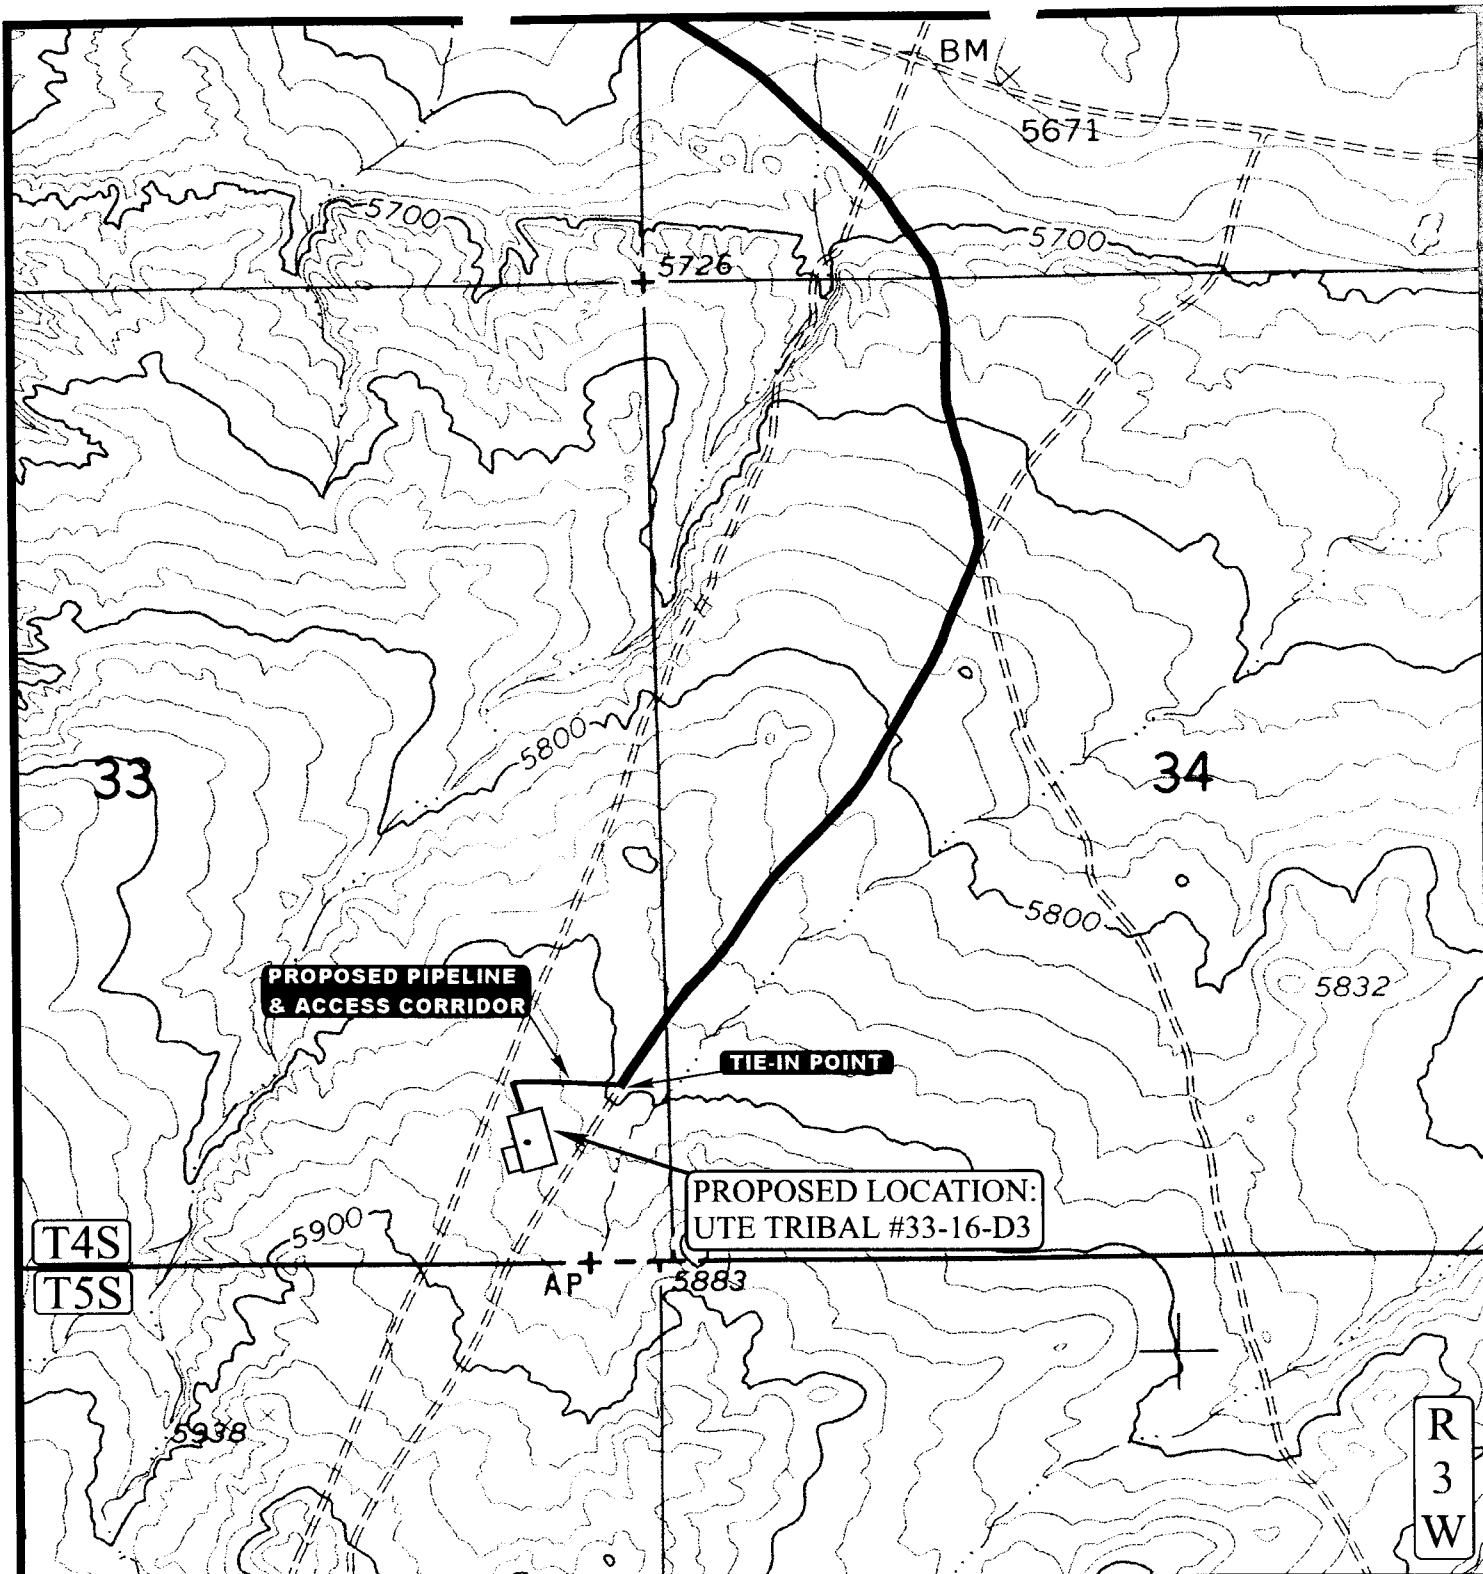 BM
5671
5700
5700
5726
5800
33
34
5800
PROPOSED PIPELINE
& ACCESS CORRIDOR
5832
TIE-IN POINT
PROPOSED LOCATION:
UTE TRIBAL #33-16-D3
T4S
5900
T5S
AP
5883
5938
R
3
W